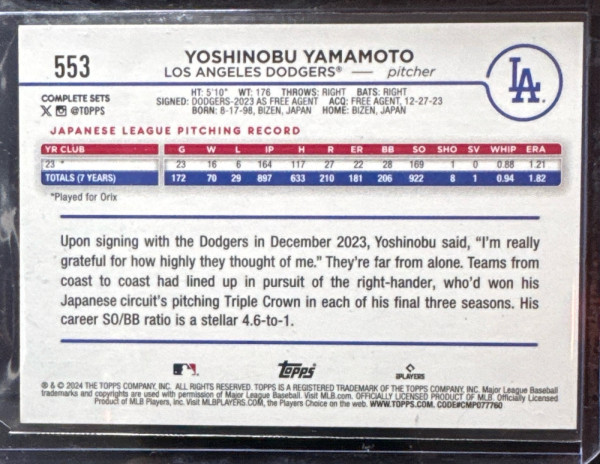 553
YOSHINOBU YAMAMOTO
LOS ANGELES DODGERS® — pitcher
LA
COMPLETE SETS
X @TOPPS
HT: 5'10" WT: 176 THROWS: RIGHT BATS: RIGHT
SIGNED: DODGERS-2023 AS FREE AGENT ACQ: FREE AGENT, 12-27-23
BORN: 8-17-98, BIZEN, JAPAN HOME: BIZEN, JAPAN
JAPANESE LEAGUE PITCHING RECORD
YR CLUB G W L IP H R ER BB SO SHO SV WHIP ERA
23 * 23 16 6 164 117 27 22 28 169 1 0 0.88 1.21
TOTALS (7 YEARS) 172 70 29 897 633 210 181 206 922 8 1 0.94 1.82
*Played for Orix
Upon signing with the Dodgers in December 2023, Yoshinobu said, “I’m really
grateful for how highly they thought of me.” They’re far from alone. Teams from
coast to coast had lined up in pursuit of the right-hander, who’d won his
Japanese circuit’s pitching Triple Crown in each of his final three seasons. His
career SO/BB ratio is a stellar 4.6-to-1.
Topps
PLAYERS
® & © 2024 THE TOPPS COMPANY, INC. ALL RIGHTS RESERVED. TOPPS IS A REGISTERED TRADEMARK OF THE TOPPS COMPANY, INC. Major League Baseball
trademarks and copyrights are used with permission of Major League Baseball. Visit MLB.com. OFFICIALLY LICENSED PRODUCT OF MLB. Officially Licensed
Product of MLB Players, Inc. Visit MLBPLAYERS.COM, the Players Choice on the web. WWW.TOPPS.COM. CODE#CMP077760